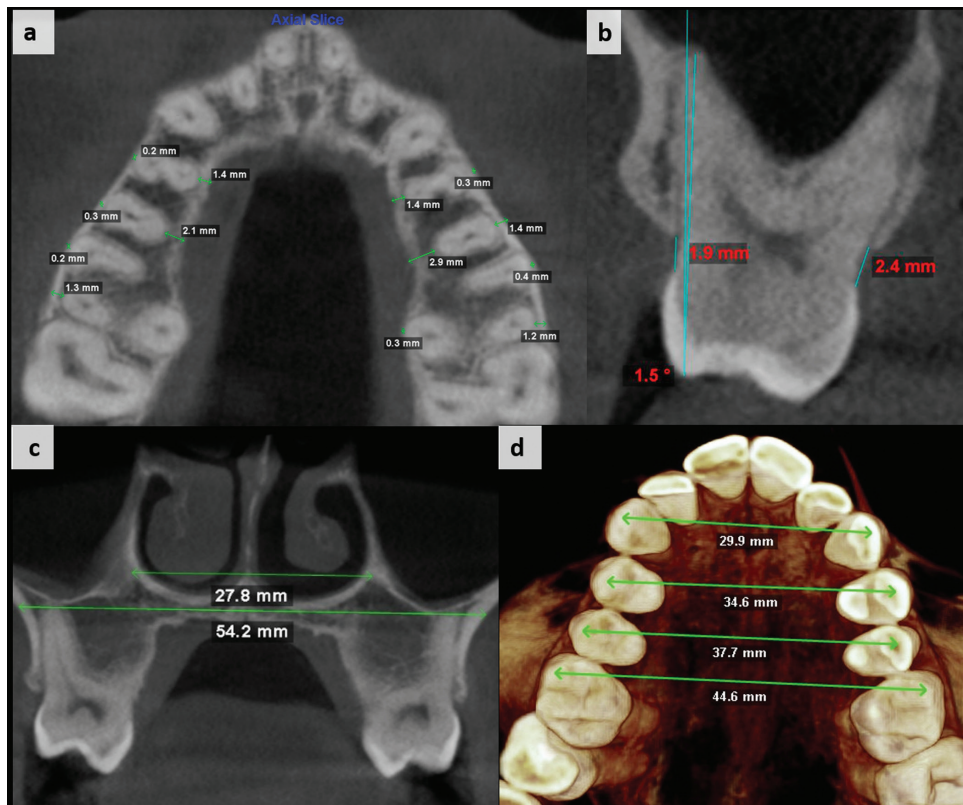 a
Axial Slice
0.2 mm
1.4 mm
0.3 mm
2.1 mm
0.2 mm
1.3 mm
0.3 mm
1.4 mm
1.4 mm
2.9 mm
0.4 mm
0.3 mm
1.2 mm
b
1.9 mm
2.4 mm
1.5 °
c
27.8 mm
54.2 mm
d
29.9 mm
34.6 mm
37.7 mm
44.6 mm